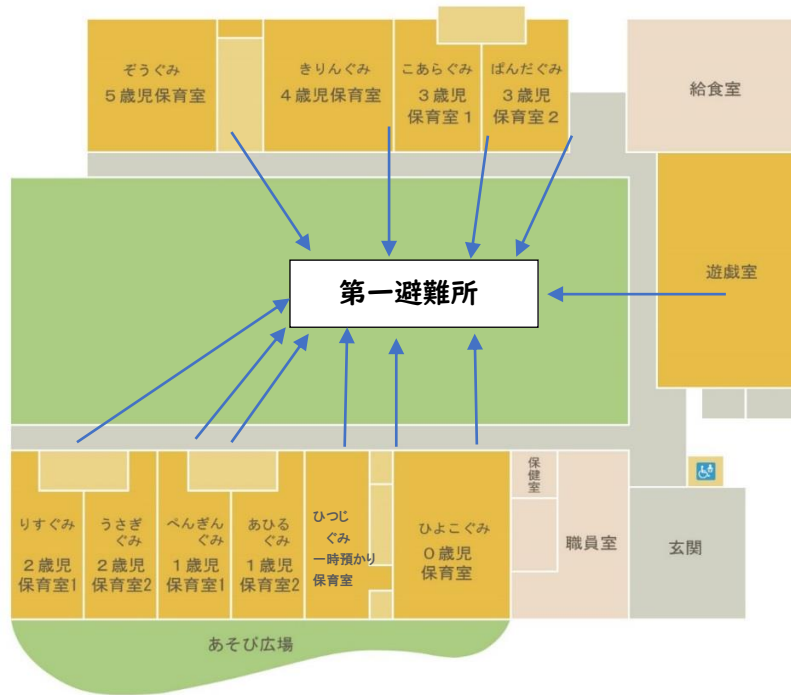 ぞうぐみ
5歳児保育室
きりんぐみ
4歳児保育室
こあらぐみ
3歳児
保育室1
ぱんだぐみ
3歳児
保育室2
給食室
遊戯室
第一避難所
りすぐみ
2歳児
保育室1
うさぎ
ぐみ
2歳児
保育室2
ぺんぎん
ぐみ
1歳児
保育室1
あひる
ぐみ
1歳児
保育室2
ひつじ
ぐみ
一時預かり
保育室
ひよこぐみ
0歳児
保育室
保健室
職員室
玄関
あそび広場